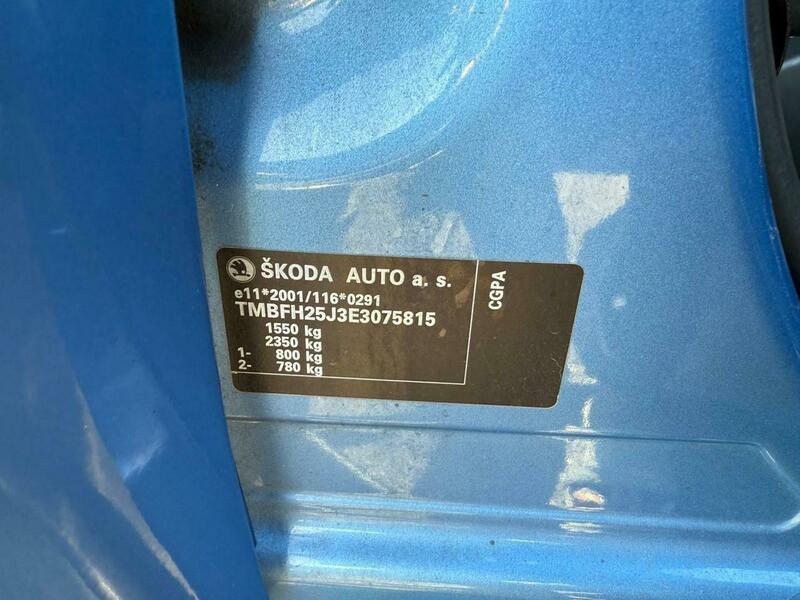 ŠKODA AUTO a. s.
e11*2001/116*0291
TMBFH25J3E3075815
1550 kg
2350 kg
1- 800 kg
2- 780 kg
CGPA